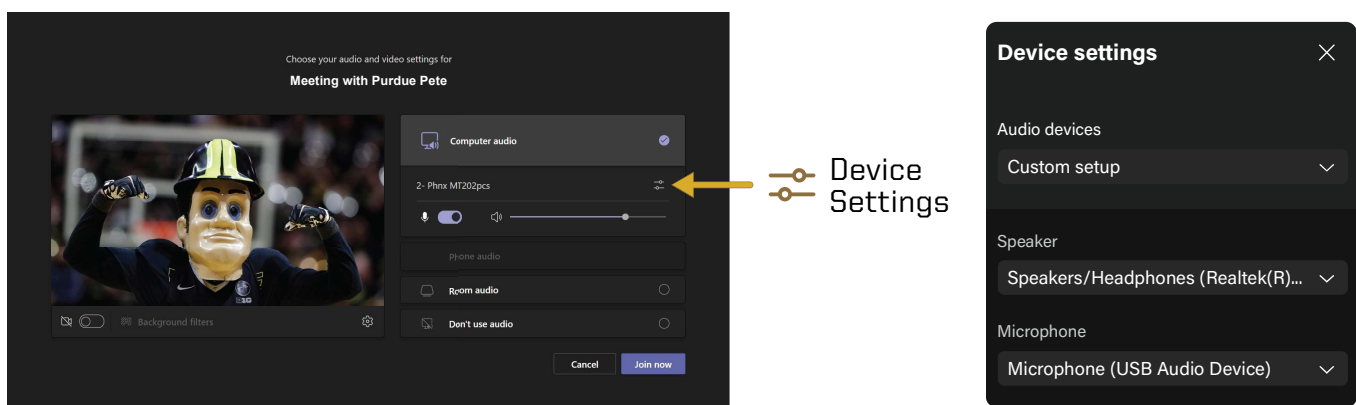 Choose your audio and video settings for
Meeting with Purdue Pete
Computer audio
2- Phnx MT202pcs
Phone audio
Room audio
Don't use audio
Background filters
Cancel
Join now
B1G
Device
Settings
Device settings
Audio devices
Custom setup
Speaker
Speakers/Headphones (Realtek(R)...
Microphone
Microphone (USB Audio Device)